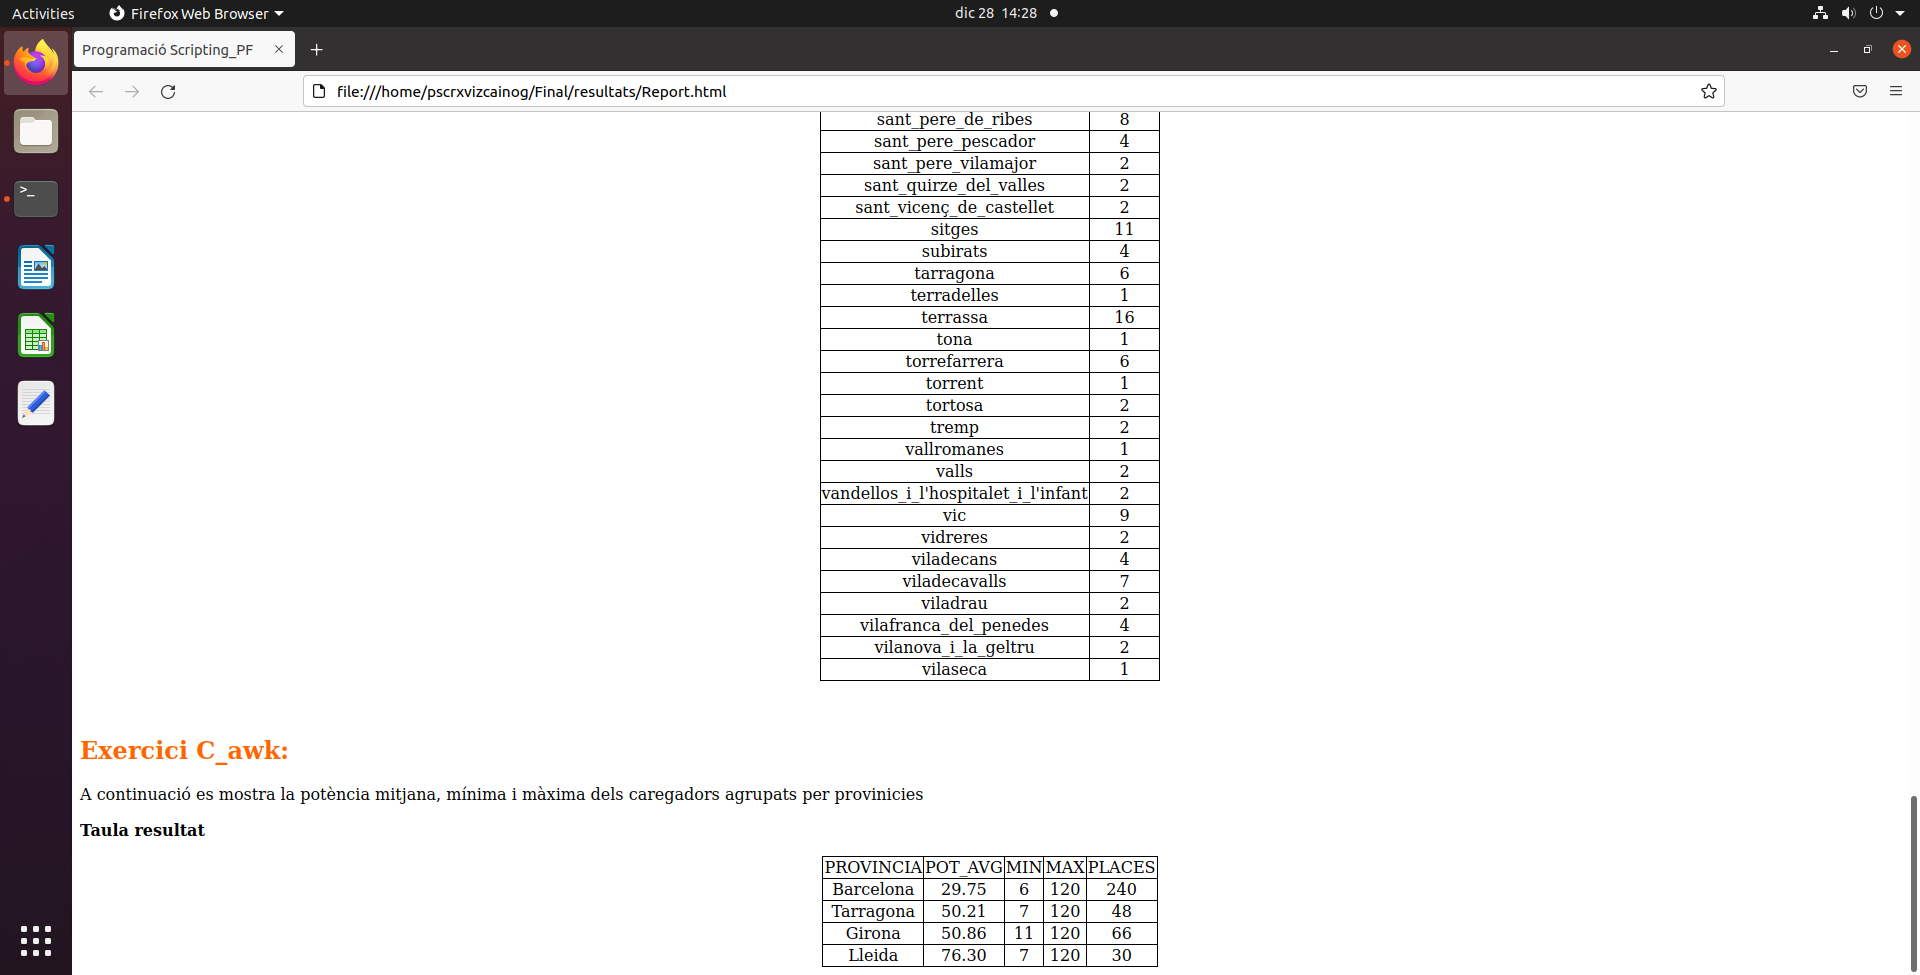 Activities Firefox Web Browser dic 28 14:28
Programació Scripting_PF
file:///home/pscrxvizcainog/Final/resultats/Report.html
sant_pere_de_ribes 8
sant_pere_pescador 4
sant_pere_vilamajor 2
sant_quirze_del_valles 2
sant_vicenç_de_castellet 2
sitges 11
subirats 4
tarragona 6
terradelles 1
terrassa 16
tona 1
torrefarrera 6
torrent 1
tortosa 2
tremp 2
vallromanes 1
valls 2
vandellos_i_l'hospitalet_i_l'infant 2
vic 9
vidreres 2
viladecans 4
viladecavalls 7
viladrau 2
vilafranca_del_penedes 4
vilanova_i_la_geltru 2
vilaseca 1
Exercici C_awk:
A continuació es mostra la potència mitjana, mínima i màxima dels caregadors agrupats per provinicies
Taula resultat
PROVINCIA POT_AVG MIN MAX PLACES
Barcelona 29.75 6 120 240
Tarragona 50.21 7 120 48
Girona 50.86 11 120 66
Lleida 76.30 7 120 30